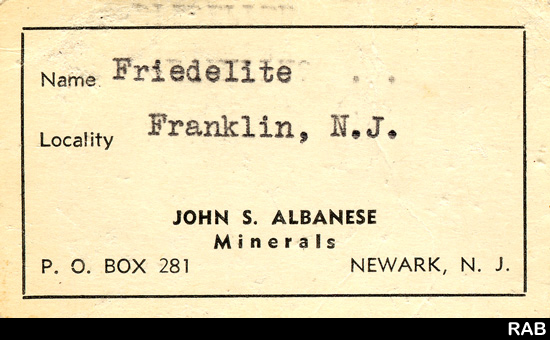 Name Friedelite . .
Locality Franklin, N.J.
JOHN S. ALBANESE
Minerals
P. O. BOX 281 NEWARK, N. J.
RAB